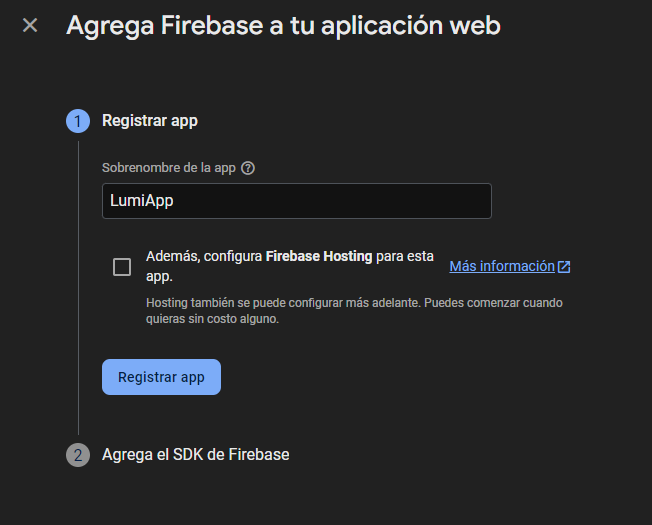 Agrega Firebase a tu aplicación web
1 Registrar app
Sobrenombre de la app
LumiApp
Además, configura Firebase Hosting para esta
app.
Más información
Hosting también se puede configurar más adelante. Puedes comenzar cuando
quieras sin costo alguno.
Registrar app
2 Agrega el SDK de Firebase